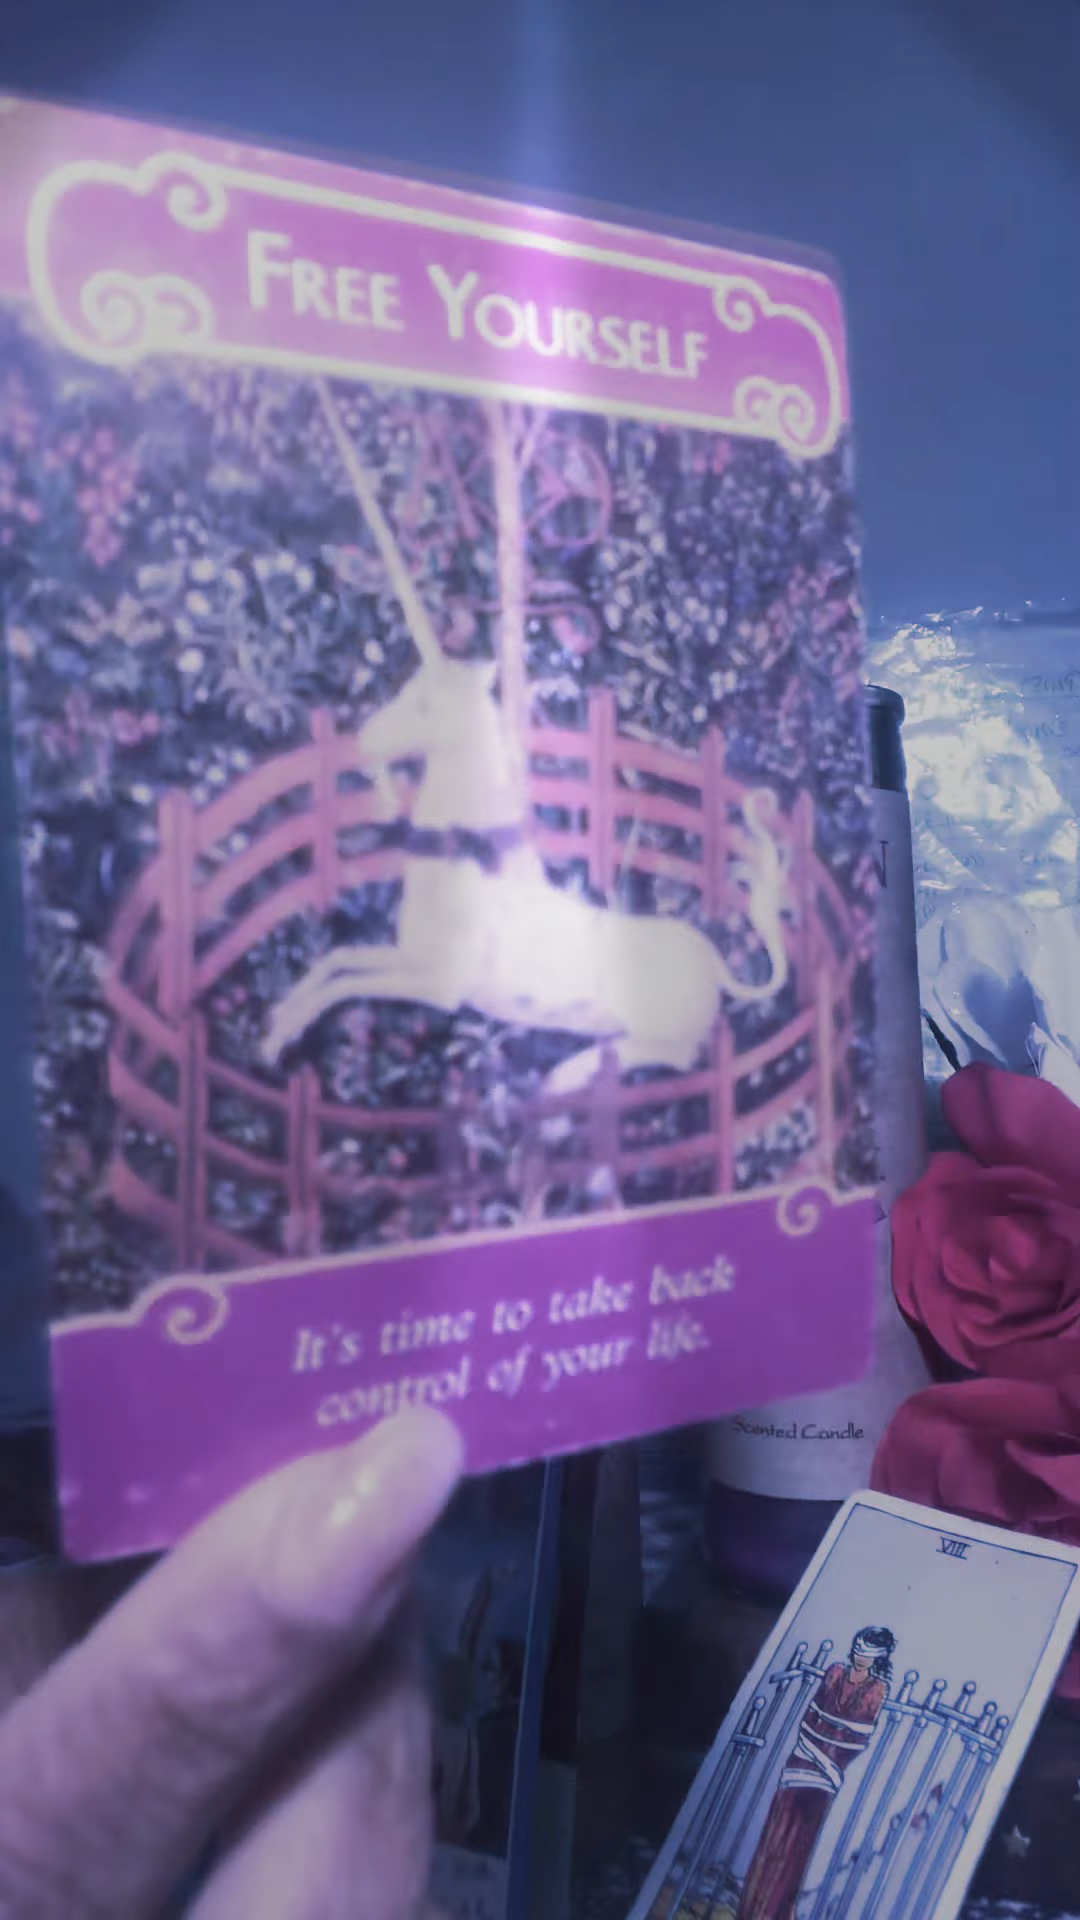 FREE YOURSELF
It's time to take back
control of your life.
Scented Candle
VIII